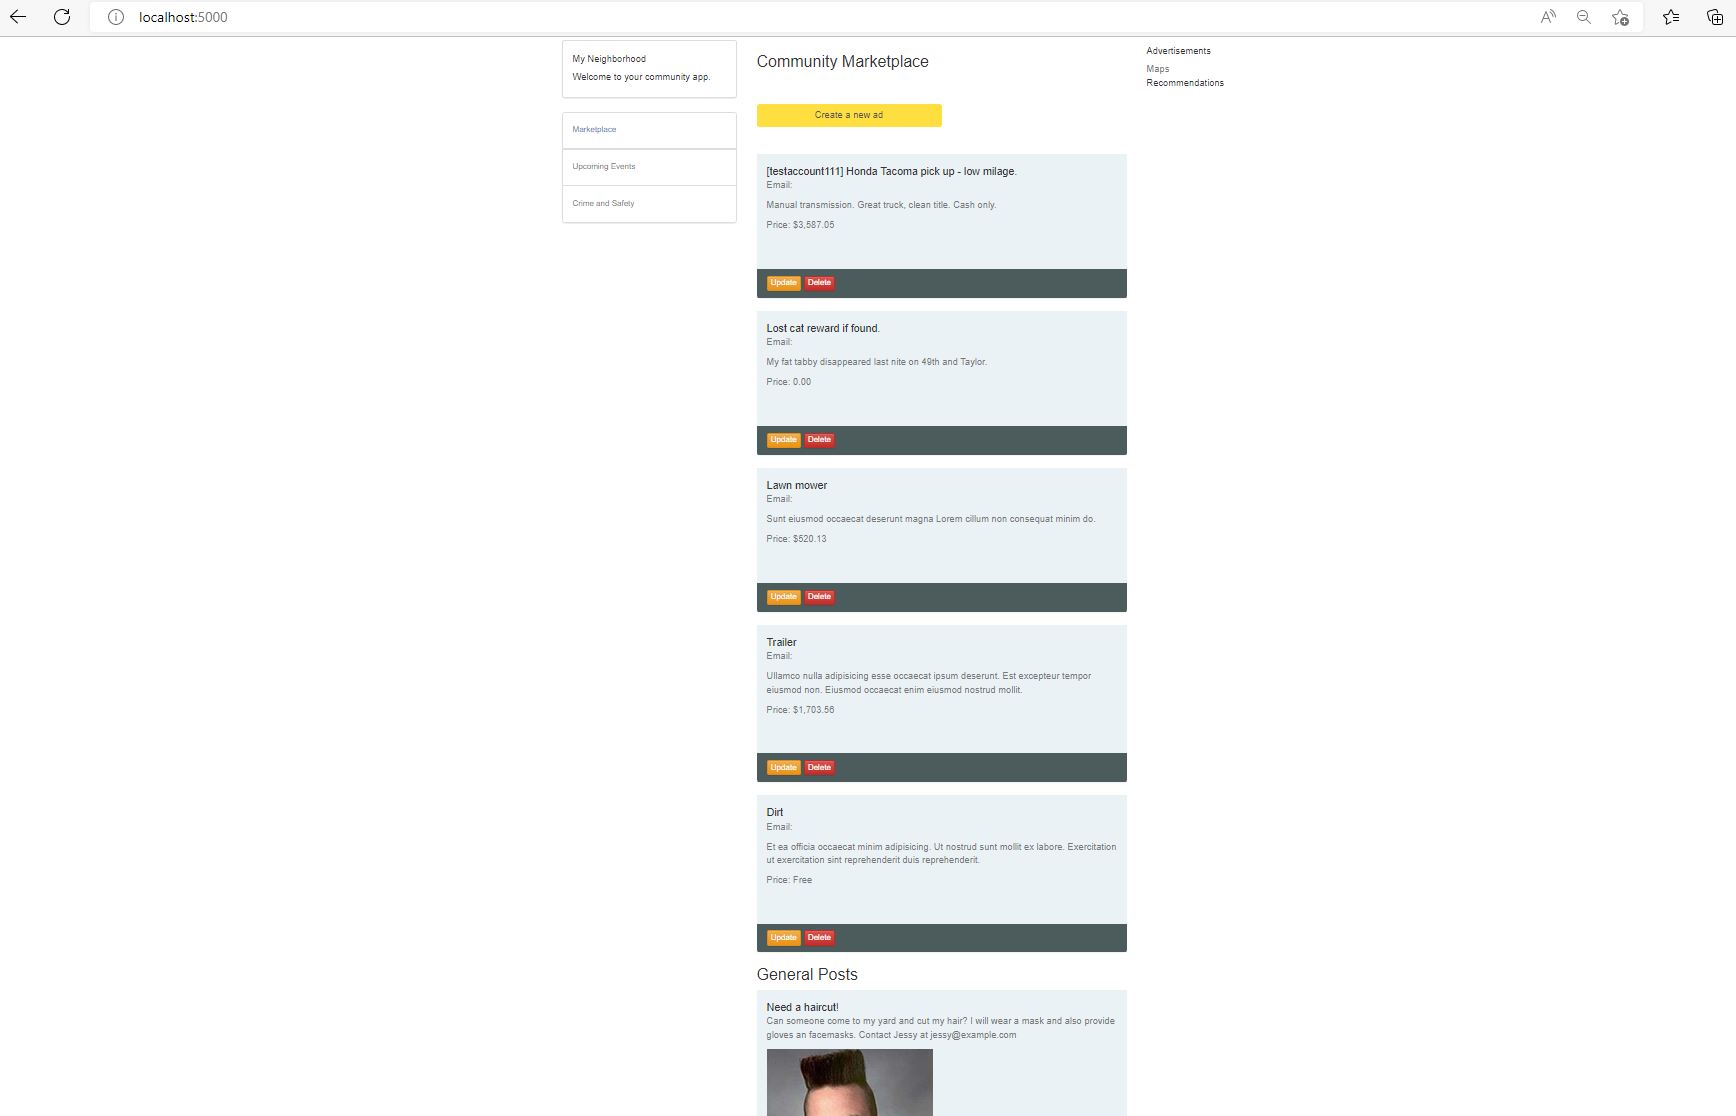 localhost:5000
My Neighborhood
Welcome to your community app.
Marketplace
Upcoming Events
Crime and Safety
Community Marketplace
Create a new ad
[testaccount111] Honda Tacoma pick up - low milage.
Email:
Manual transmission. Great truck, clean title. Cash only.
Price: $3,587.05
Update Delete
Lost cat reward if found.
Email:
My fat tabby disappeared last nite on 49th and Taylor.
Price: 0.00
Update Delete
Lawn mower
Email:
Sunt eiusmod occaecat deserunt magna Lorem cillum non consequat minim do.
Price: $520.13
Update Delete
Trailer
Email:
Ullamco nulla adipisicing esse occaecat ipsum deserunt. Est excepteur tempor
eiusmod non. Eiusmod occaecat enim eiusmod nostrud mollit.
Price: $1,703.56
Update Delete
Dirt
Email:
Et ea officia occaecat minim adipisicing. Ut nostrud sunt mollit ex labore. Exercitation
ut exercitation sint reprehenderit duis reprehenderit.
Price: Free
Update Delete
General Posts
Need a haircut!
Can someone come to my yard and cut my hair? I will wear a mask and also provide
gloves an facemasks. Contact Jessy at jessy@example.com
Advertisements
Maps
Recommendations